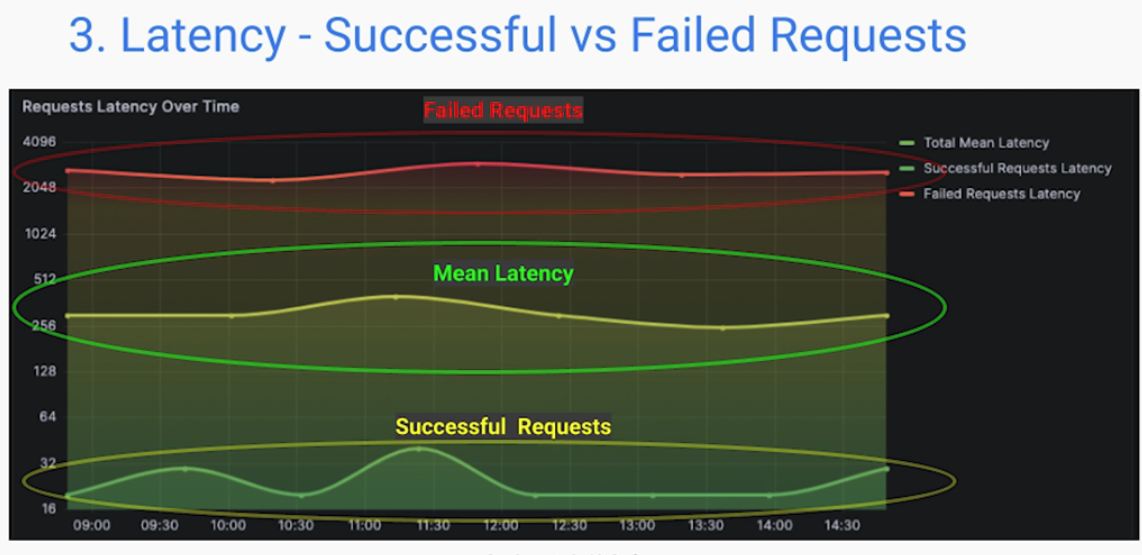 3. Latency - Successful vs Failed Requests
Requests Latency Over Time
Failed Requests
4096
2048
1024
512
256
128
64
32
16
Mean Latency
Successful  Requests
Total Mean Latency
Successful Requests Latency
Failed Requests Latency
09:00 09:30 10:00 10:30 11:00 11:30 12:00 12:30 13:00 13:30 14:00 14:30